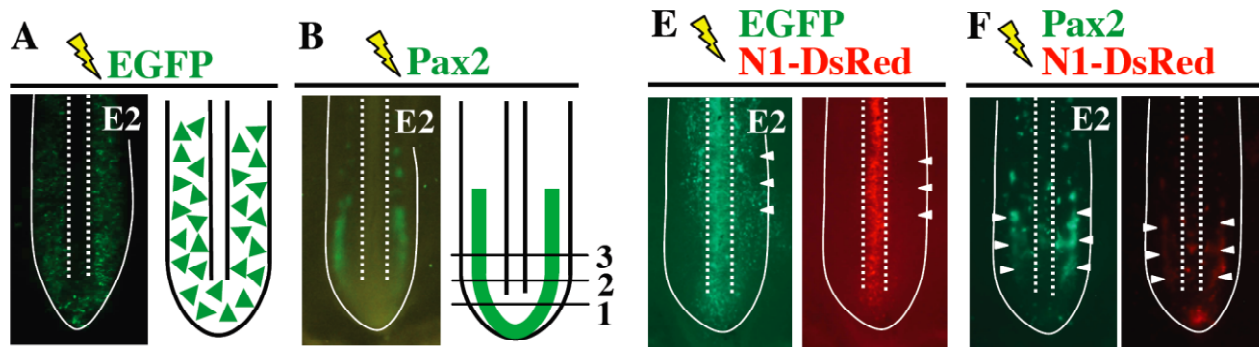 A
EGFP
E2
B
Pax2
E2
3
2
1
E
EGFP
N1-DsRed
E2
F
Pax2
N1-DsRed
E2